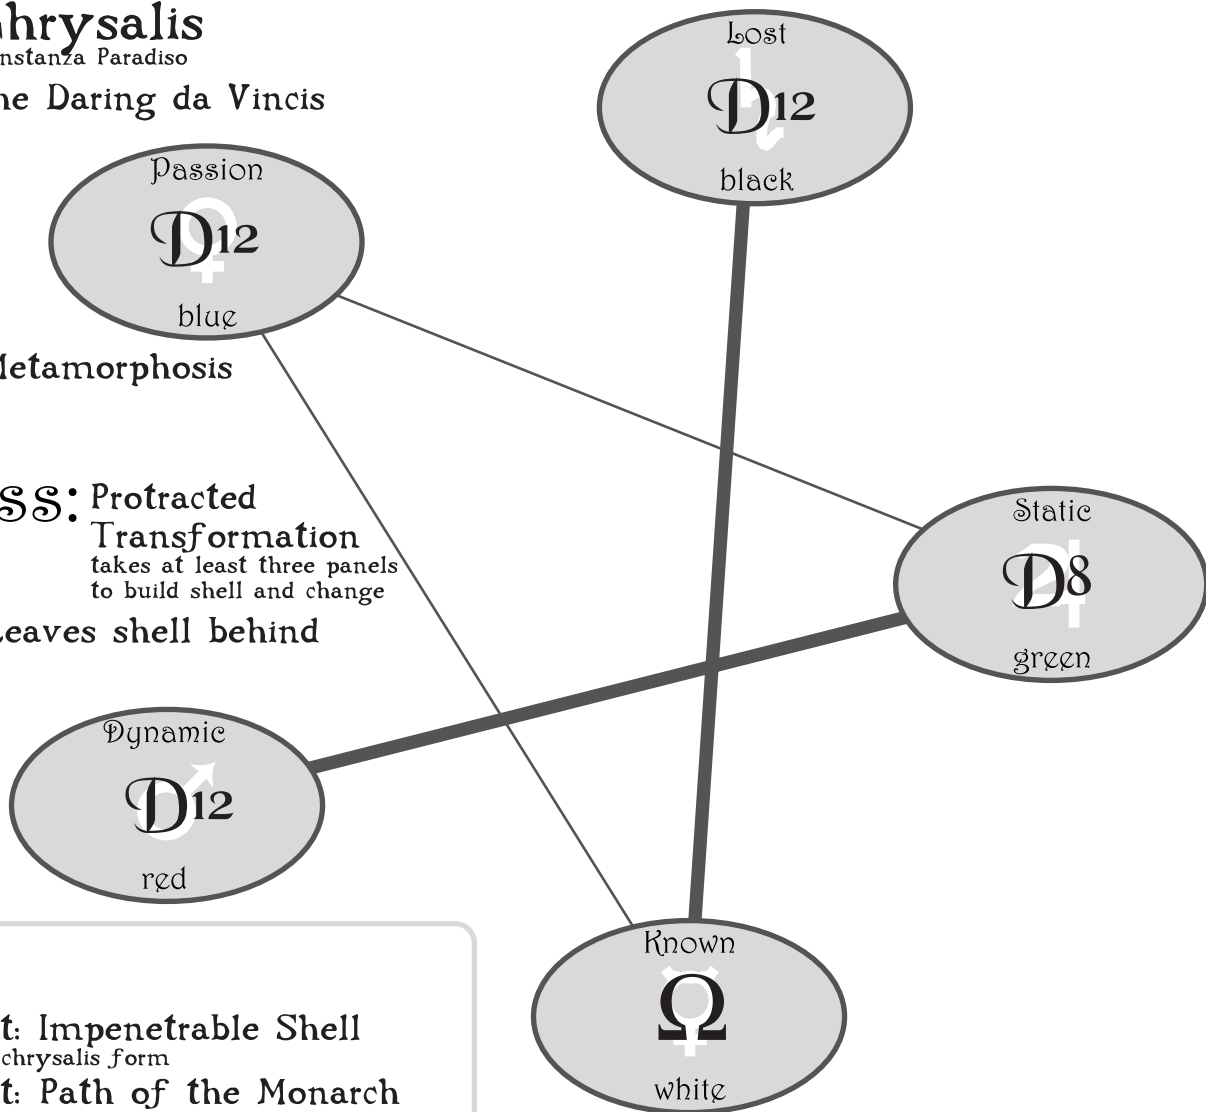 hrysalis
nstanza Paradiso
ne Daring da Vincis
Lost
D12
black
Passion
D12
blue
Metamorphosis
ss: Protracted
Transformation
takes at least three panels
to build shell and change
Leaves shell behind
Static
D8
green
Dynamic
D12
red
Known
Ω
white
t: Impenetrable Shell
chrysalis form
t: Path of the Monarch